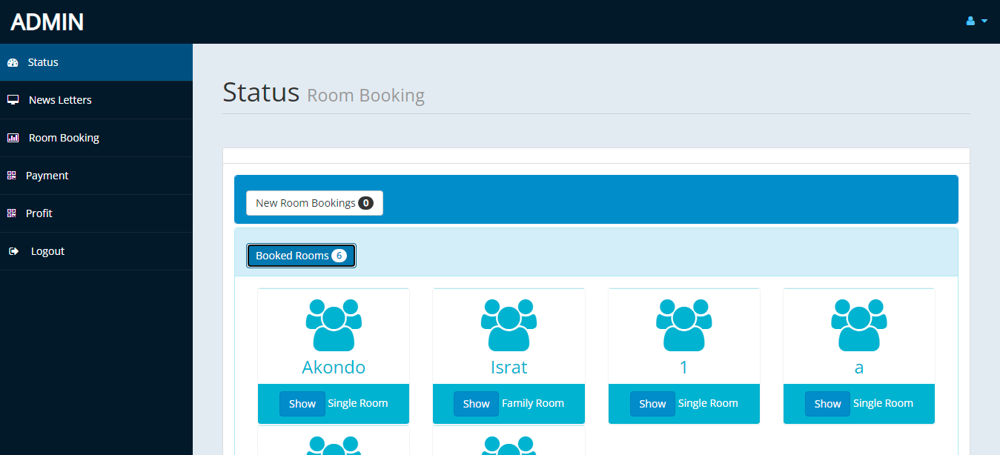 ADMIN
Status
News Letters
Room Booking
Payment
Profit
Logout
Status Room Booking
New Room Bookings 0
Booked Rooms 6
Akondo
Show Single Room
Israt
Show Family Room
1
Show Single Room
a
Show Single Room